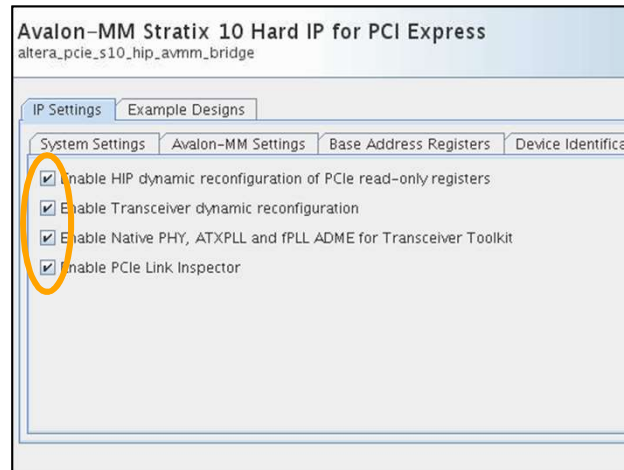 Avalon-MM Stratix 10 Hard IP for PCI Express
altera_pcie_s10_hip_avmm_bridge
IP Settings Example Designs
System Settings Avalon-MM Settings Base Address Registers Device Identifica
Enable HIP dynamic reconfiguration of PCIe read-only registers
Enable Transceiver dynamic reconfiguration
Enable Native PHY, ATXPLL and fPLL ADME for Transceiver Toolkit
Enable PCIe Link Inspector